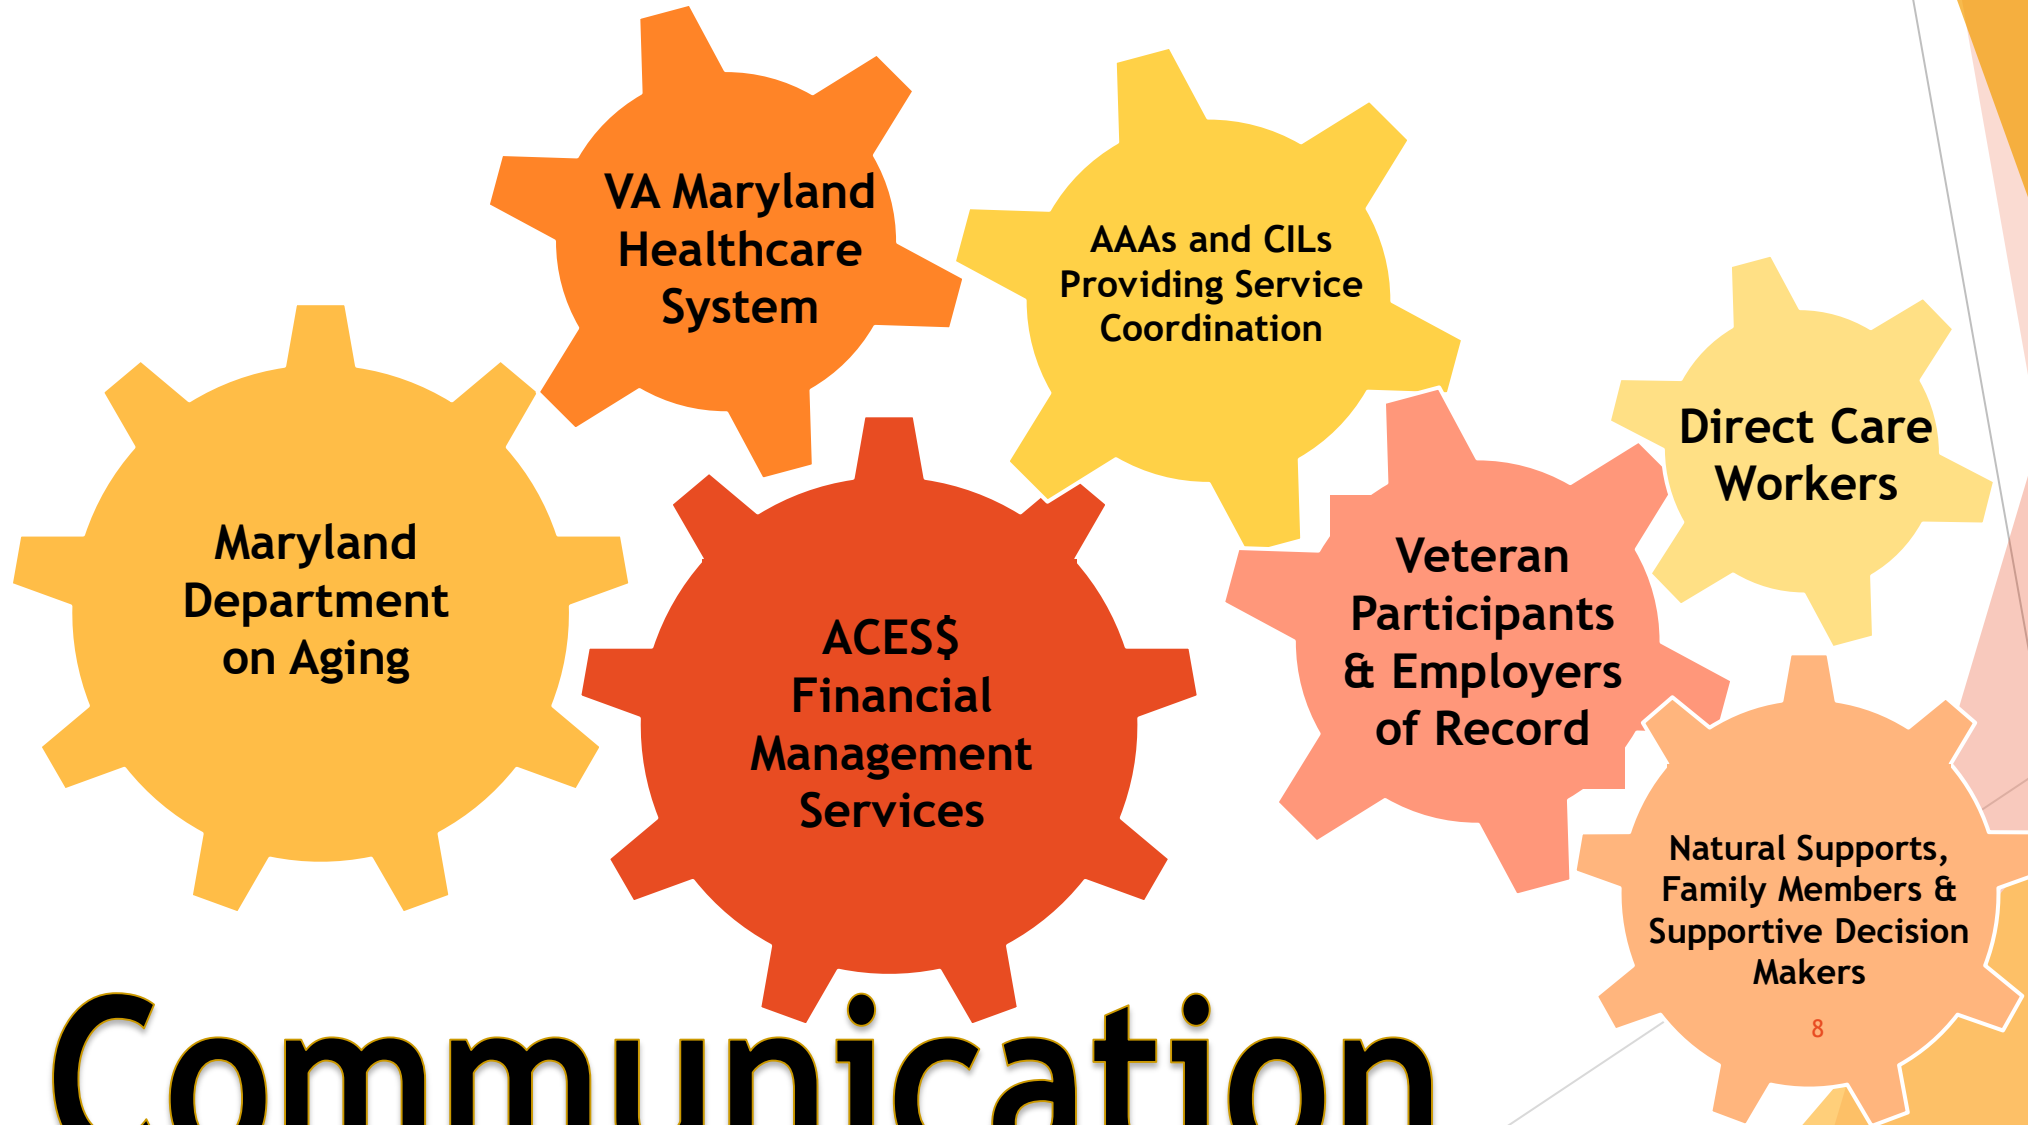 VA Maryland
Healthcare
System
AAAs and CILs
Providing Service
Coordination
Direct Care
Workers
Maryland
Department
on Aging
ACES$
Financial
Management
Services
Veteran
Participants
& Employers
of Record
Natural Supports,
Family Members &
Supportive Decision
Makers
8
Communication